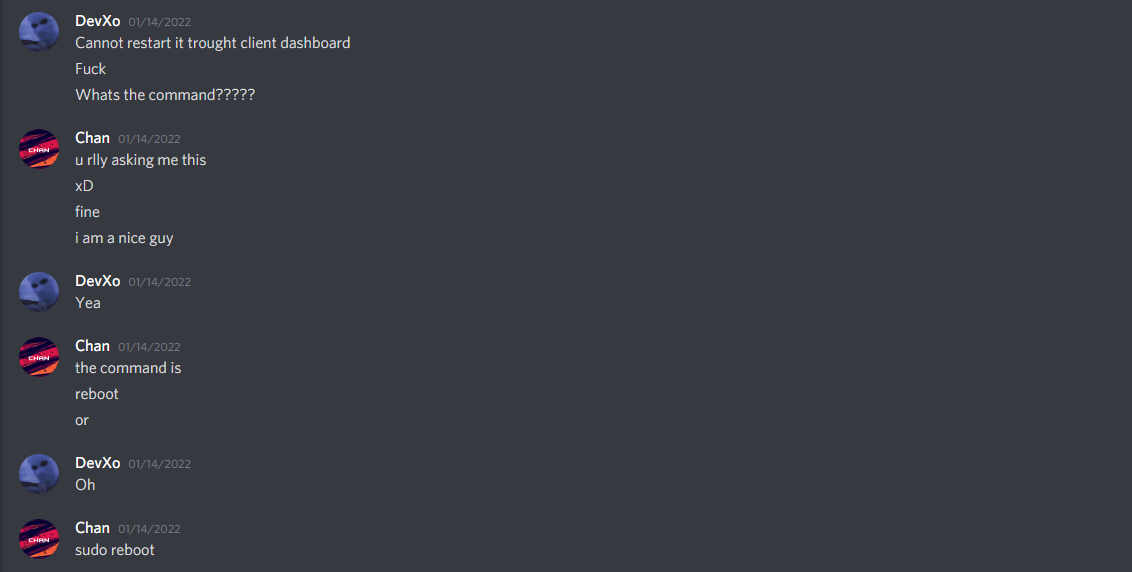 DevXo 01/14/2022
Cannot restart it trought client dashboard
Fuck
Whats the command?????
CHAN
Chan 01/14/2022
u rlly asking me this
xD
fine
i am a nice guy
DevXo 01/14/2022
Yea
CHAN
Chan 01/14/2022
the command is
reboot
or
DevXo 01/14/2022
Oh
CHAN
Chan 01/14/2022
sudo reboot